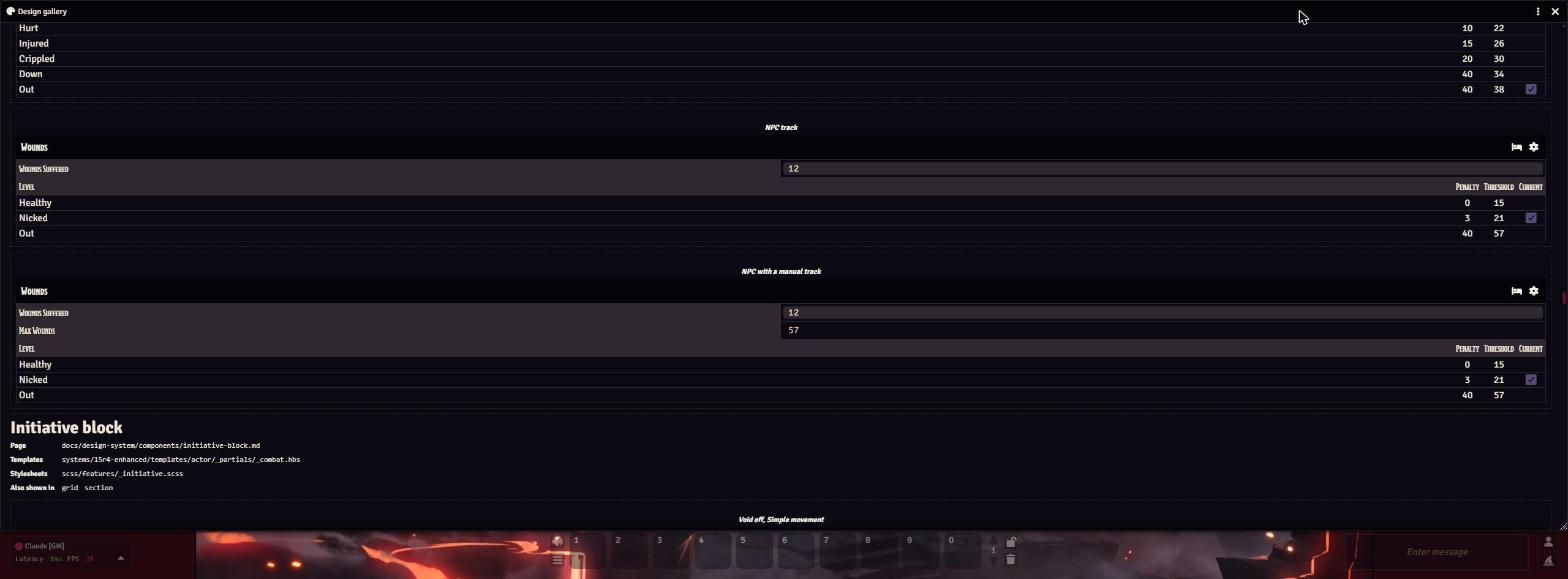 Design gallery
Hurt 10 22
Injured 15 26
Crippled 20 30
Down 40 34
Out 40 38
NPC track
Wounds
Wounds Suffered 12
Level Penalty Threshold Current
Healthy 0 15
Nicked 3 21
Out 40 57
NPC with a manual track
Wounds
Wounds Suffered 12
Max Wounds 57
Level Penalty Threshold Current
Healthy 0 15
Nicked 3 21
Out 40 57
Initiative block
Page docs/design-system/components/initiative-block.md
Templates systems/l5r4-enhanced/templates/actor/_partials/_combat.hbs
Stylesheets scss/features/_initiative.scss
Also shown in grid section
Void off, Simple movement
Claude [GM]
Latency 1ms FPS 28
1 2 3 4 5 6 7 8 9 0 1
Enter message